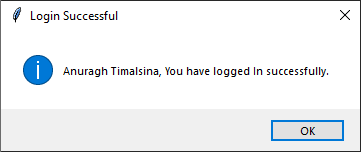 Login Successful
Anuragh Timalsina, You have logged In successfully.
OK